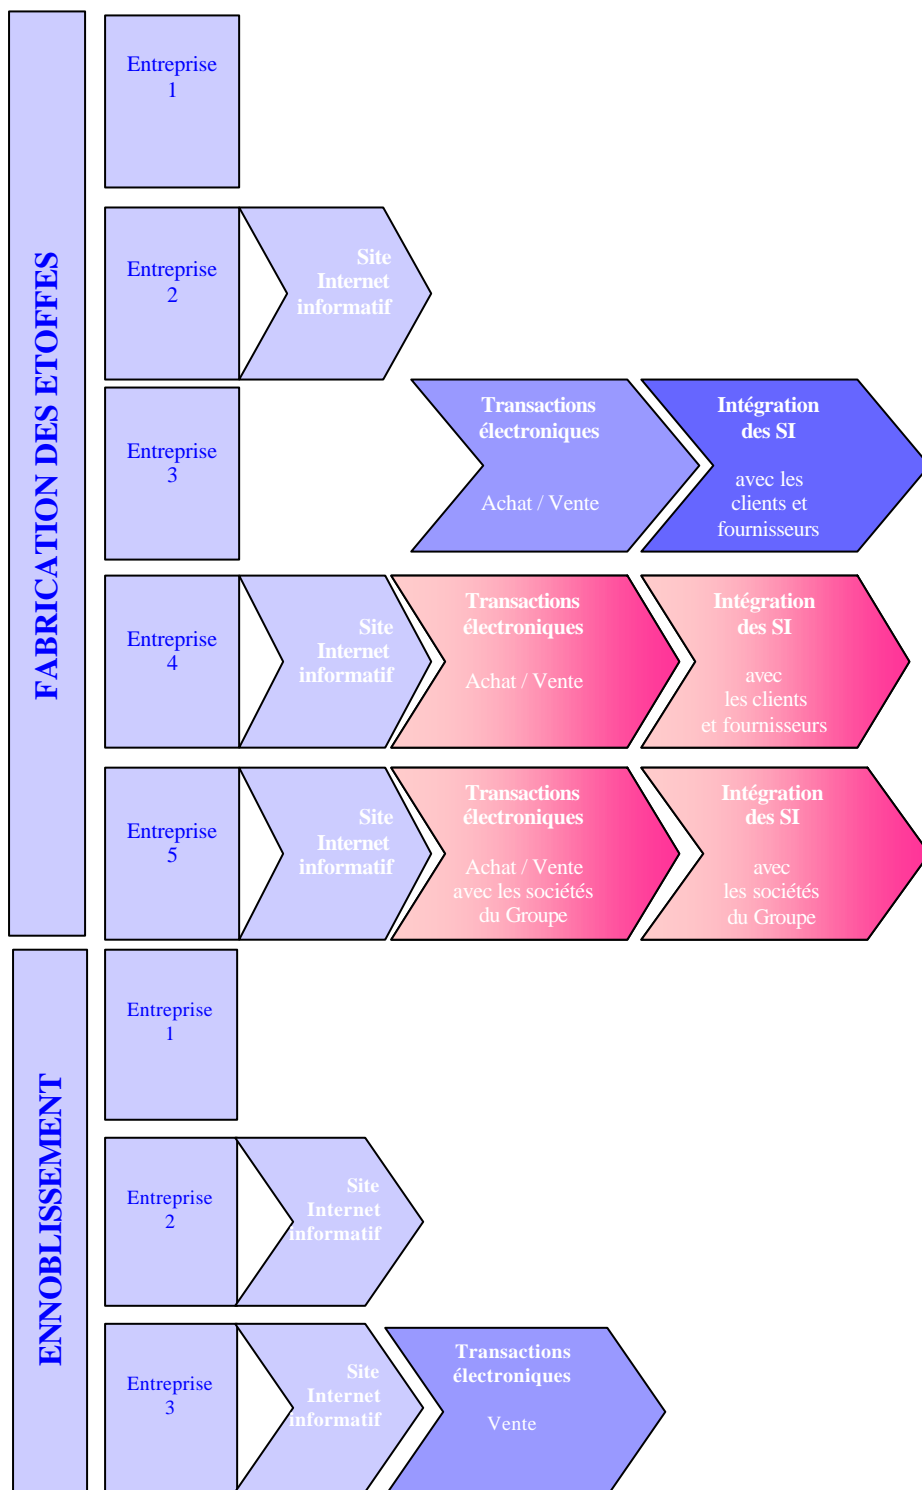 FABRICATION DES ETOFFES
Entreprise
1
Entreprise
2
Site
Internet
informatif
Entreprise
3
Transactions
électroniques
Achat / Vente
Intégration
des SI
avec les
clients et
fournisseurs
Entreprise
4
Site
Internet
informatif
Transactions
électroniques
Achat / Vente
Intégration
des SI
avec
les clients
et fournisseurs
Entreprise
5
Site
Internet
informatif
Transactions
électroniques
Achat / Vente
avec les sociétés
du Groupe
Intégration
des SI
avec
les sociétés
du Groupe
ENNOBLISSEMENT
Entreprise
1
Entreprise
2
Site
Internet
informatif
Entreprise
3
Site
Internet
informatif
Transactions
électroniques
Vente